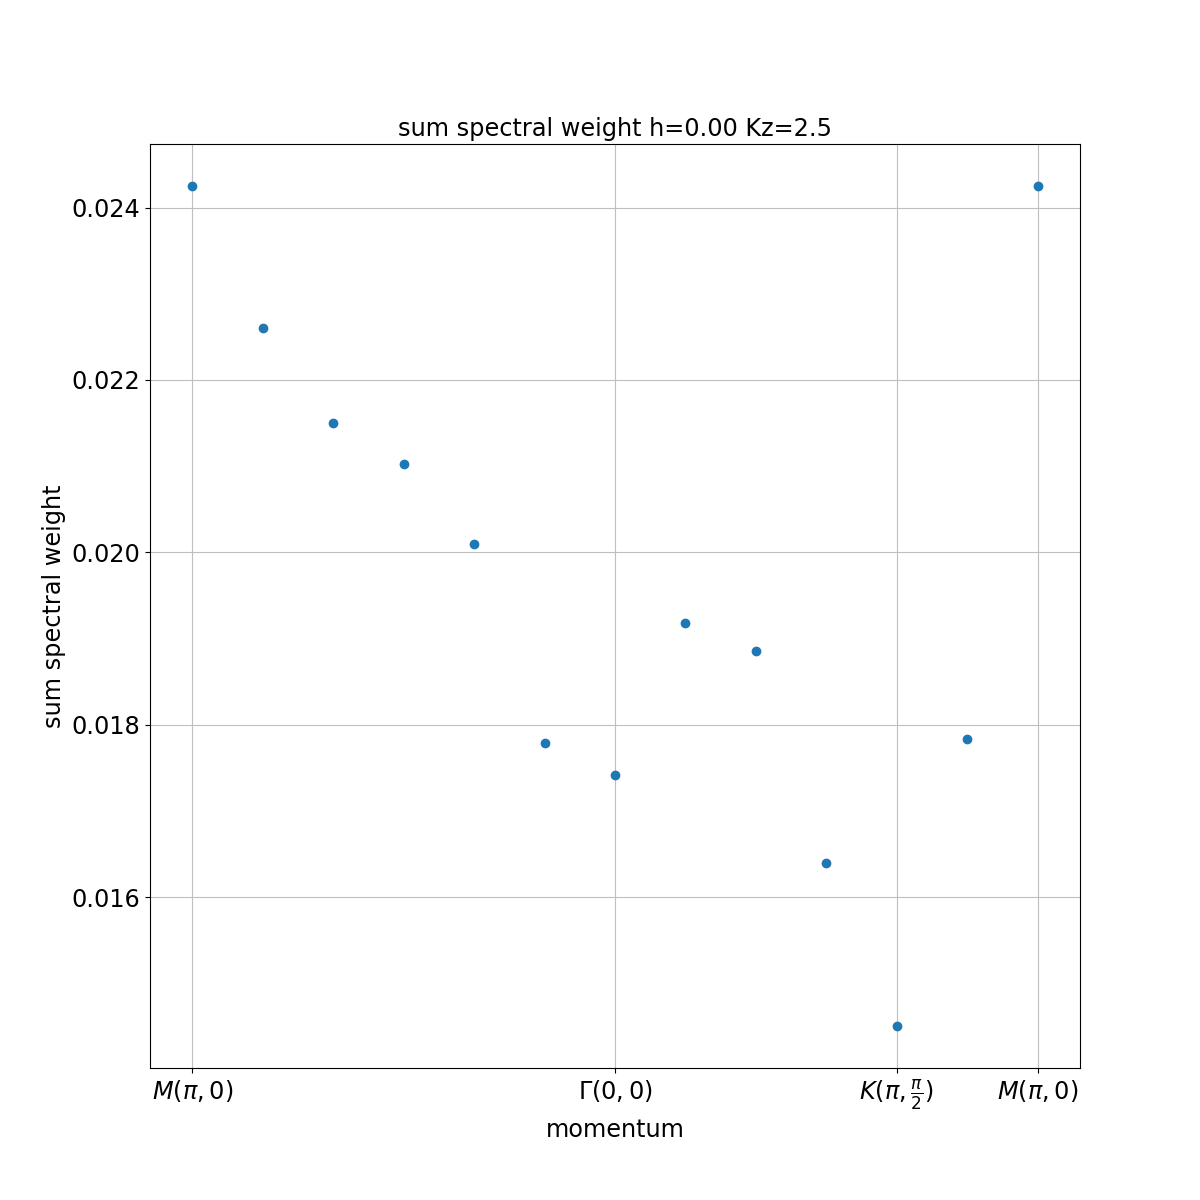 sum spectral weight h=0.00 Kz=2.5
0.024
0.022
0.020
0.018
0.016
sum spectral weight
M(π, 0)
Γ(0, 0)
K(π, π/2)
M(π, 0)
momentum